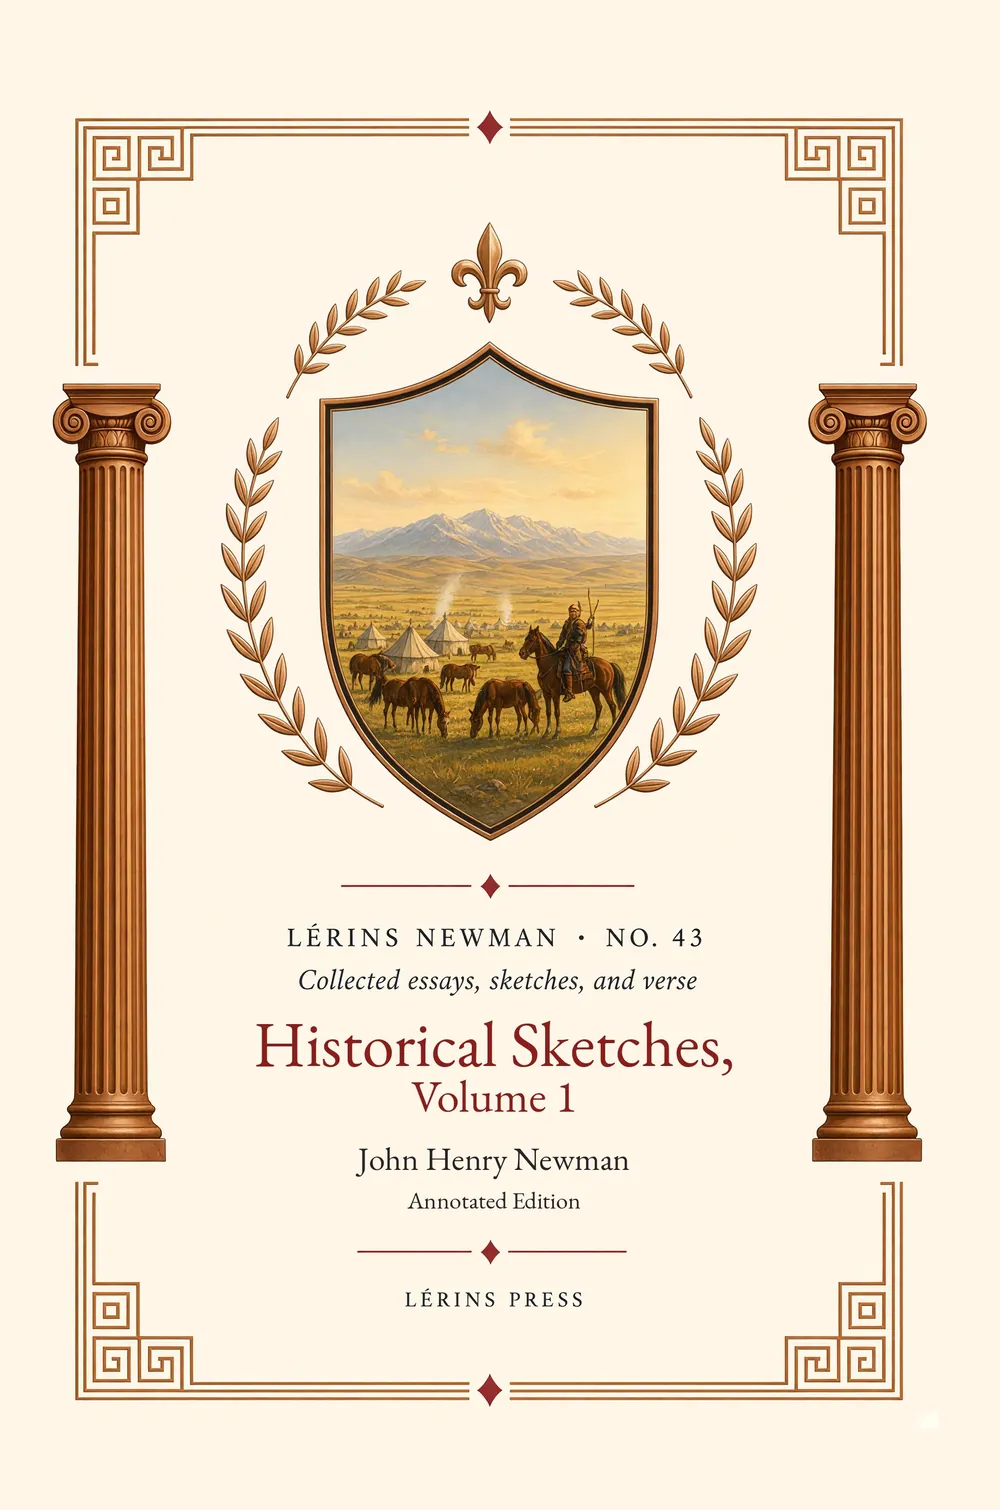 LÉRINS NEWMAN · NO. 43
Collected essays, sketches, and verse
Historical Sketches,
Volume 1
John Henry Newman
Annotated Edition
LÉRINS PRESS